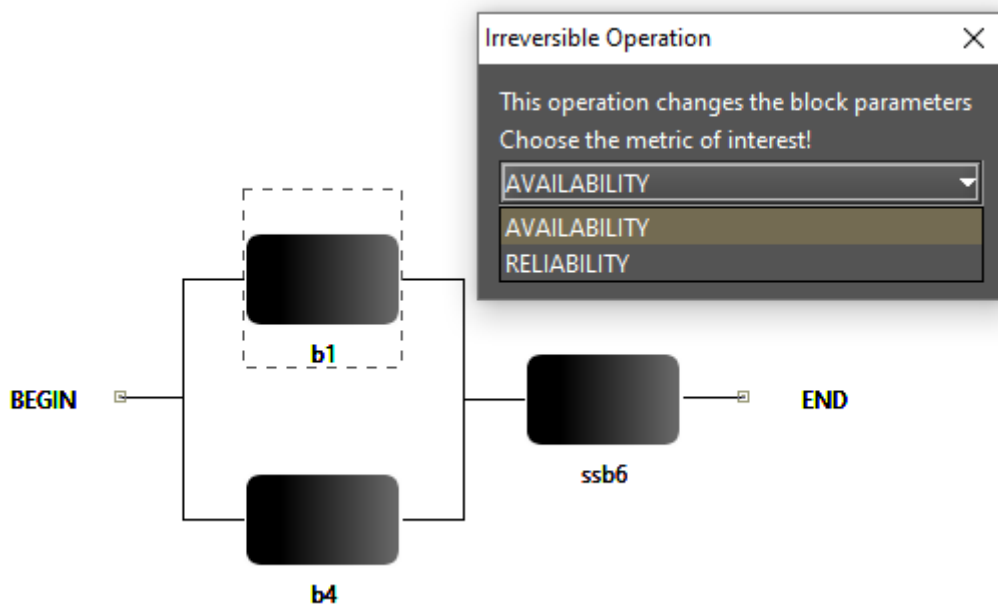 Irreversible Operation
This operation changes the block parameters
Choose the metric of interest!
AVAILABILITY
AVAILABILITY
RELIABILITY
b1
BEGIN
END
ssb6
b4